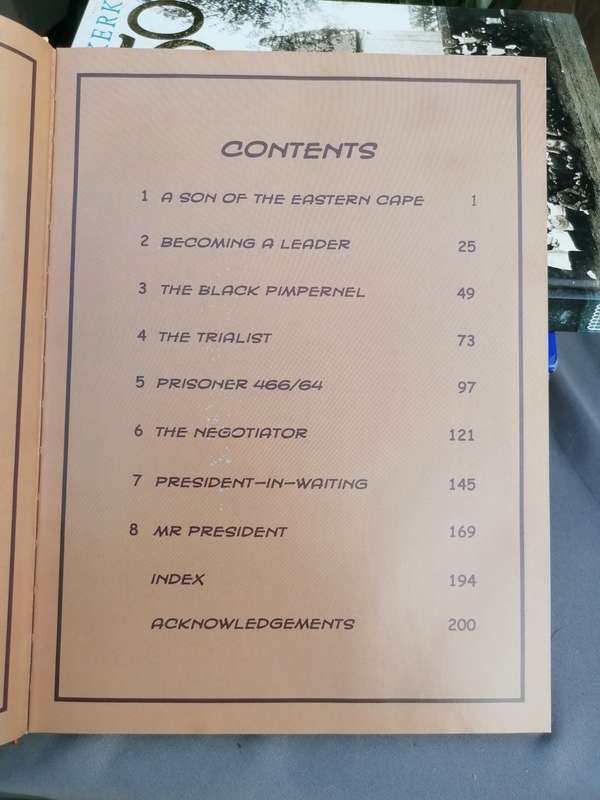 KERK
CONTENTS
1 A SON OF THE EASTERN CAPE 1
2 BECOMING A LEADER 25
3 THE BLACK PIMPERNEL 49
4 THE TRIALIST 73
5 PRISONER 466/64 97
6 THE NEGOTIATOR 121
7 PRESIDENT-IN-WAITING 145
8 MR PRESIDENT 169
INDEX 194
ACKNOWLEDGEMENTS 200